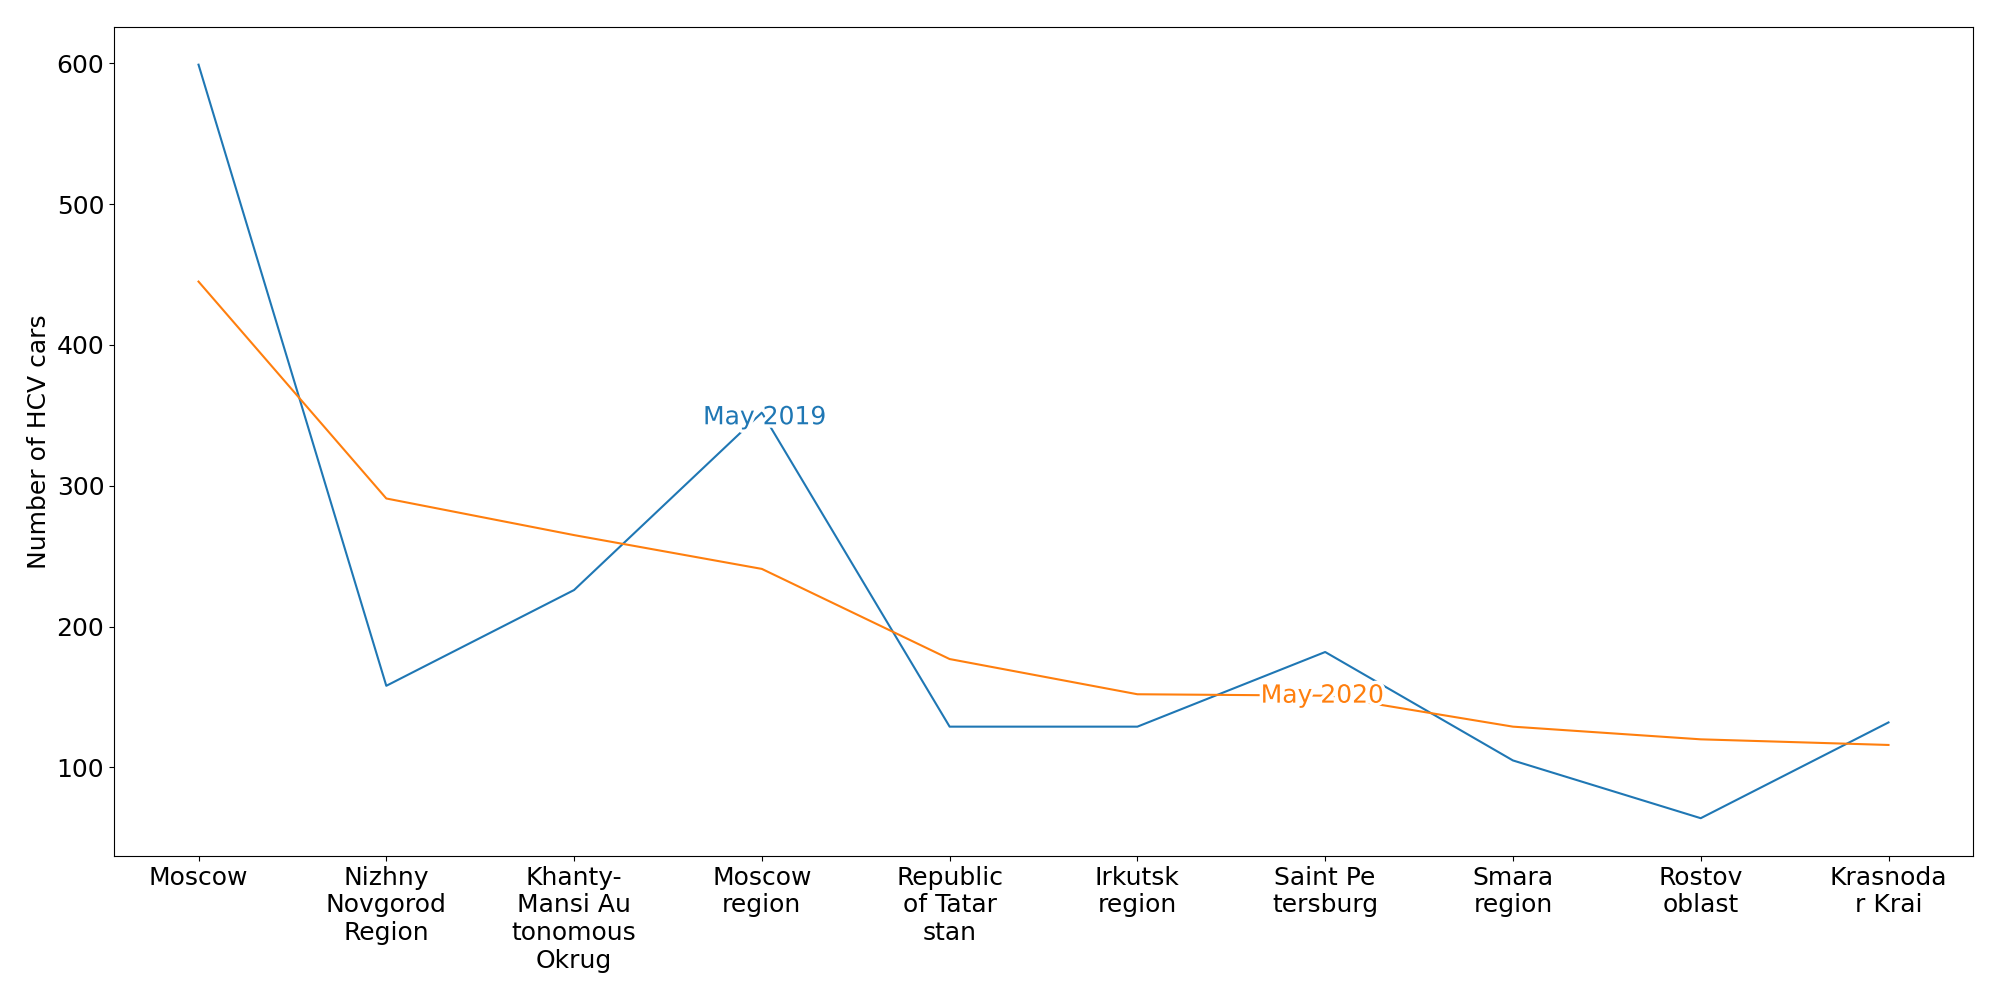 600
500
400
300
200
100
Number of HCV cars
May 2019
May 2020
Moscow
Nizhny
Novgorod
Region
Khanty-
Mansi Au
tonomous
Okrug
Moscow
region
Republic
of Tatar
stan
Irkutsk
region
Saint Pe
tersburg
Smara
region
Rostov
oblast
Krasnoda
r Krai